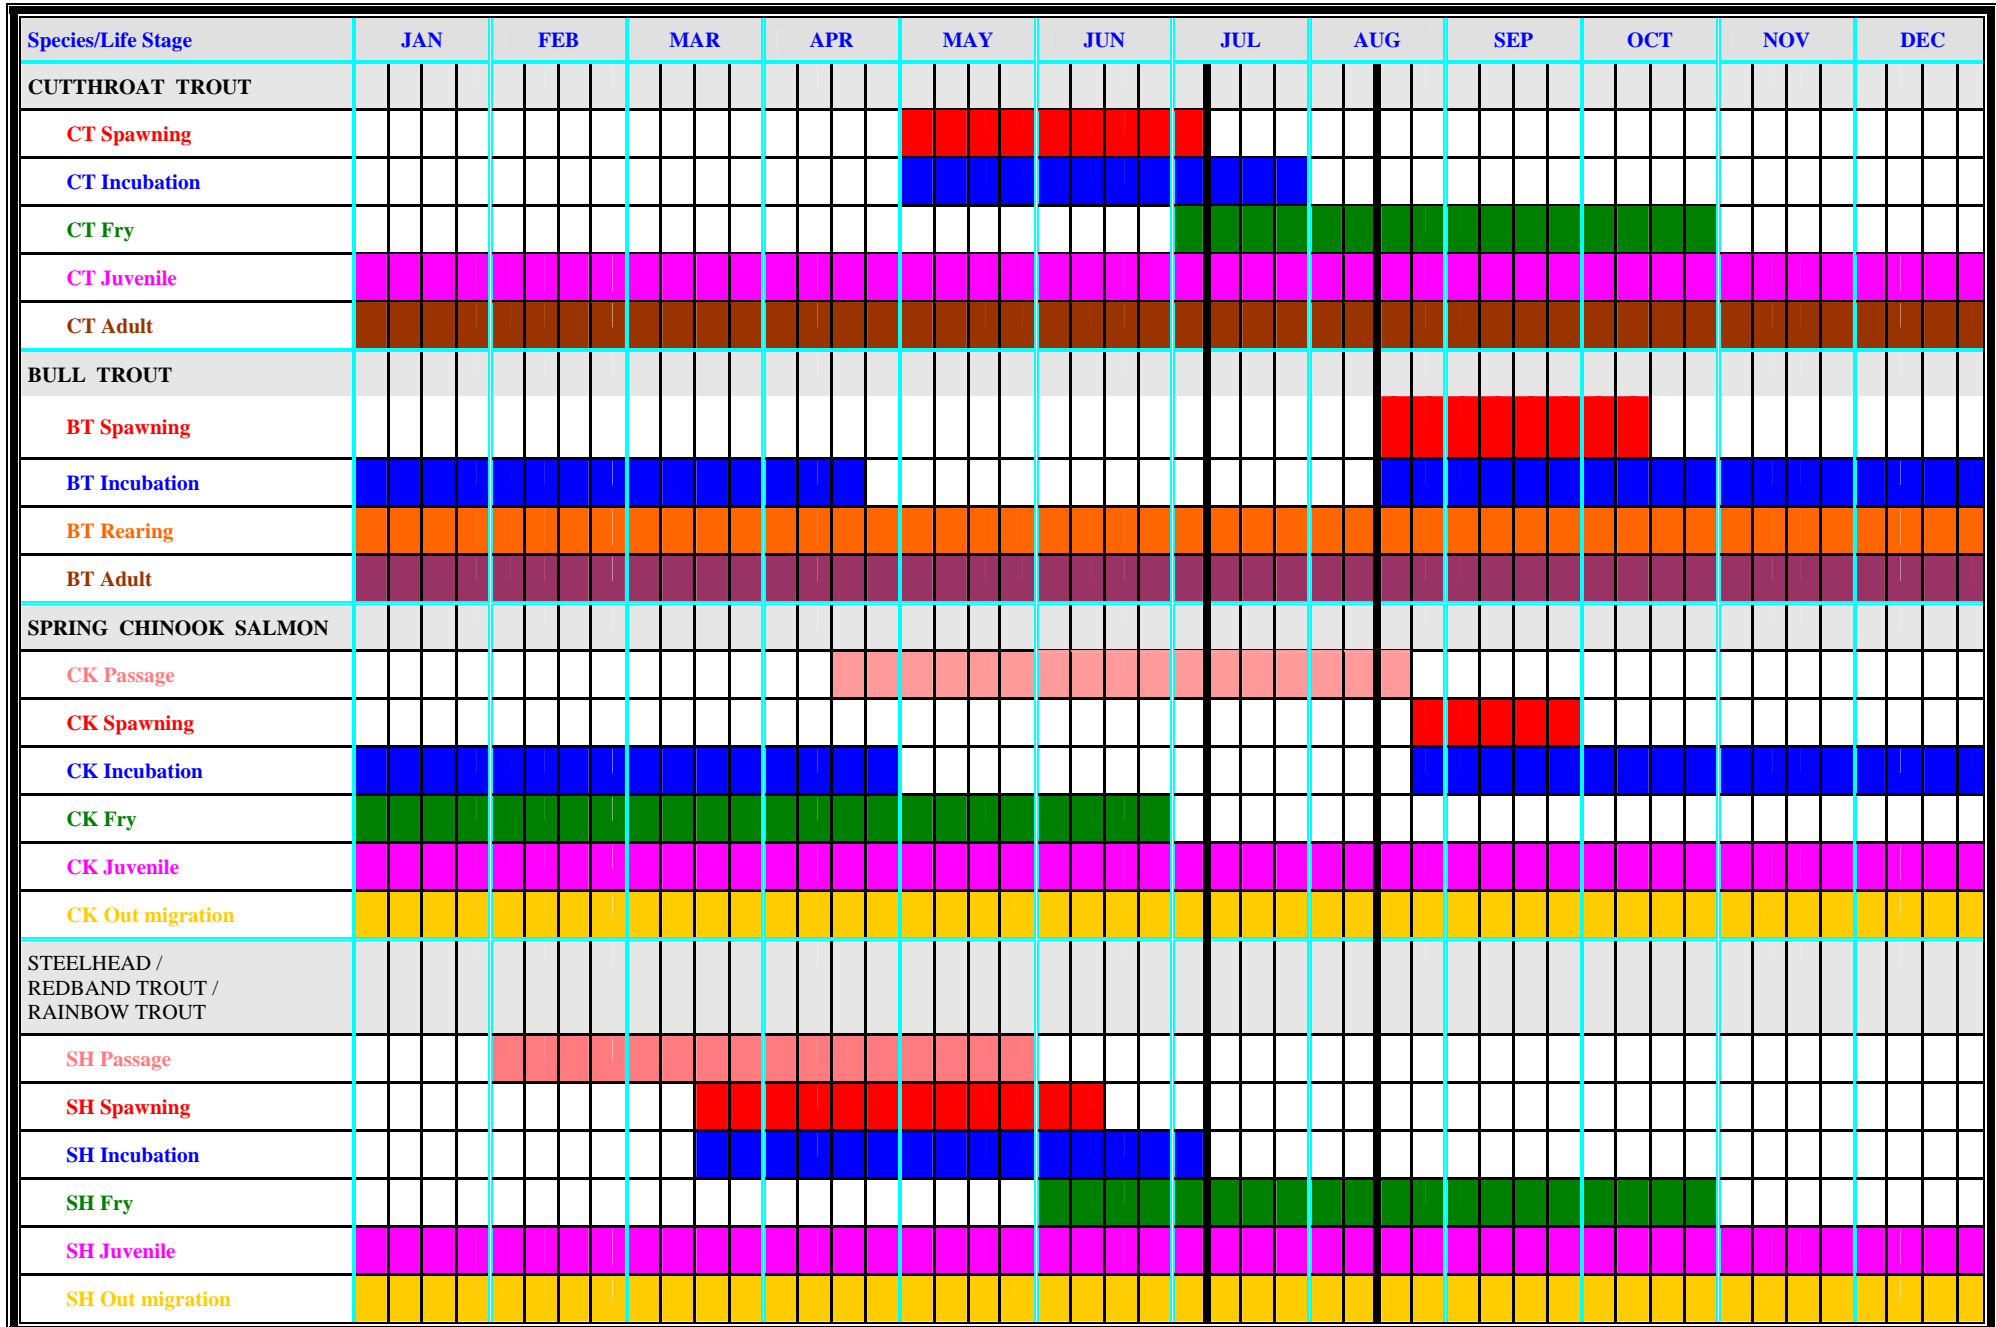 Species/Life Stage JAN FEB MAR APR MAY JUN JUL AUG SEP OCT NOV DEC
CUTTHROAT TROUT
CT Spawning
CT Incubation
CT Fry
CT Juvenile
CT Adult
BULL TROUT
BT Spawning
BT Incubation
BT Rearing
BT Adult
SPRING CHINOOK SALMON
CK Passage
CK Spawning
CK Incubation
CK Fry
CK Juvenile
CK Out migration
STEELHEAD /
REDBAND TROUT /
RAINBOW TROUT
SH Passage
SH Spawning
SH Incubation
SH Fry
SH Juvenile
SH Out migration